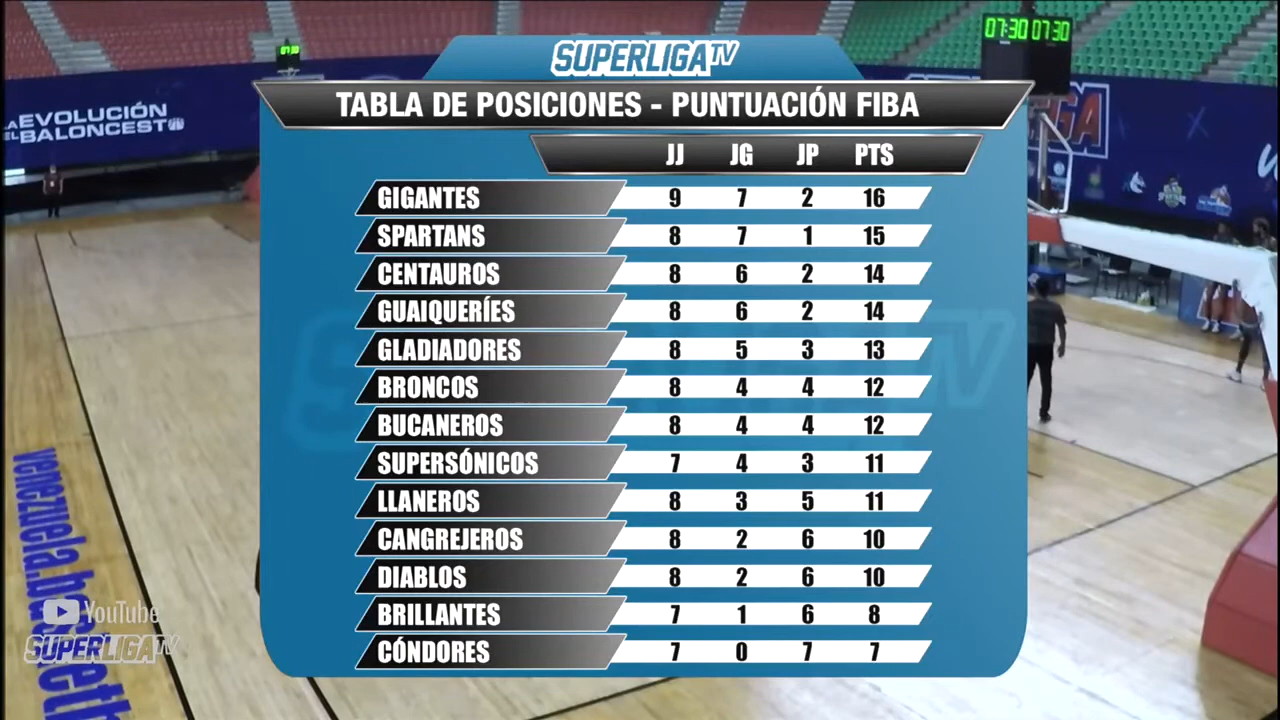 07:30 07:30
07:30
SUPERLIGA TV
LA EVOLUCIÓN
DEL BALONCESTO
TABLA DE POSICIONES - PUNTUACIÓN FIBA
JJ JG JP PTS
GIGANTES 9 7 2 16
SPARTANS 8 7 1 15
CENTAUROS 8 6 2 14
GUAIQUERÍES 8 6 2 14
GLADIADORES 8 5 3 13
BRONCOS 8 4 4 12
BUCANEROS 8 4 4 12
SUPERSÓNICOS 7 4 3 11
LLANEROS 8 3 5 11
CANGREJEROS 8 2 6 10
DIABLOS 8 2 6 10
BRILLANTES 7 1 6 8
CÓNDORES 7 0 7 7
YouTube
SUPERLIGA TV